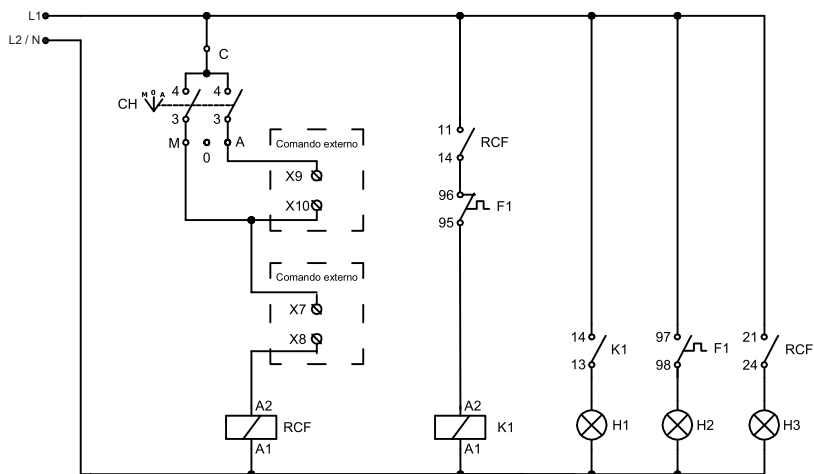 L1
L2 / N
C
4 4
M 0 A
CH
3 3
M 0 A
Comando externo
X9
X10
Comando externo
X7
X8
A2
RCF
A1
11
RCF
14
96
F1
95
A2
K1
A1
14
K1
13
H1
97
F1
98
H2
21
RCF
24
H3